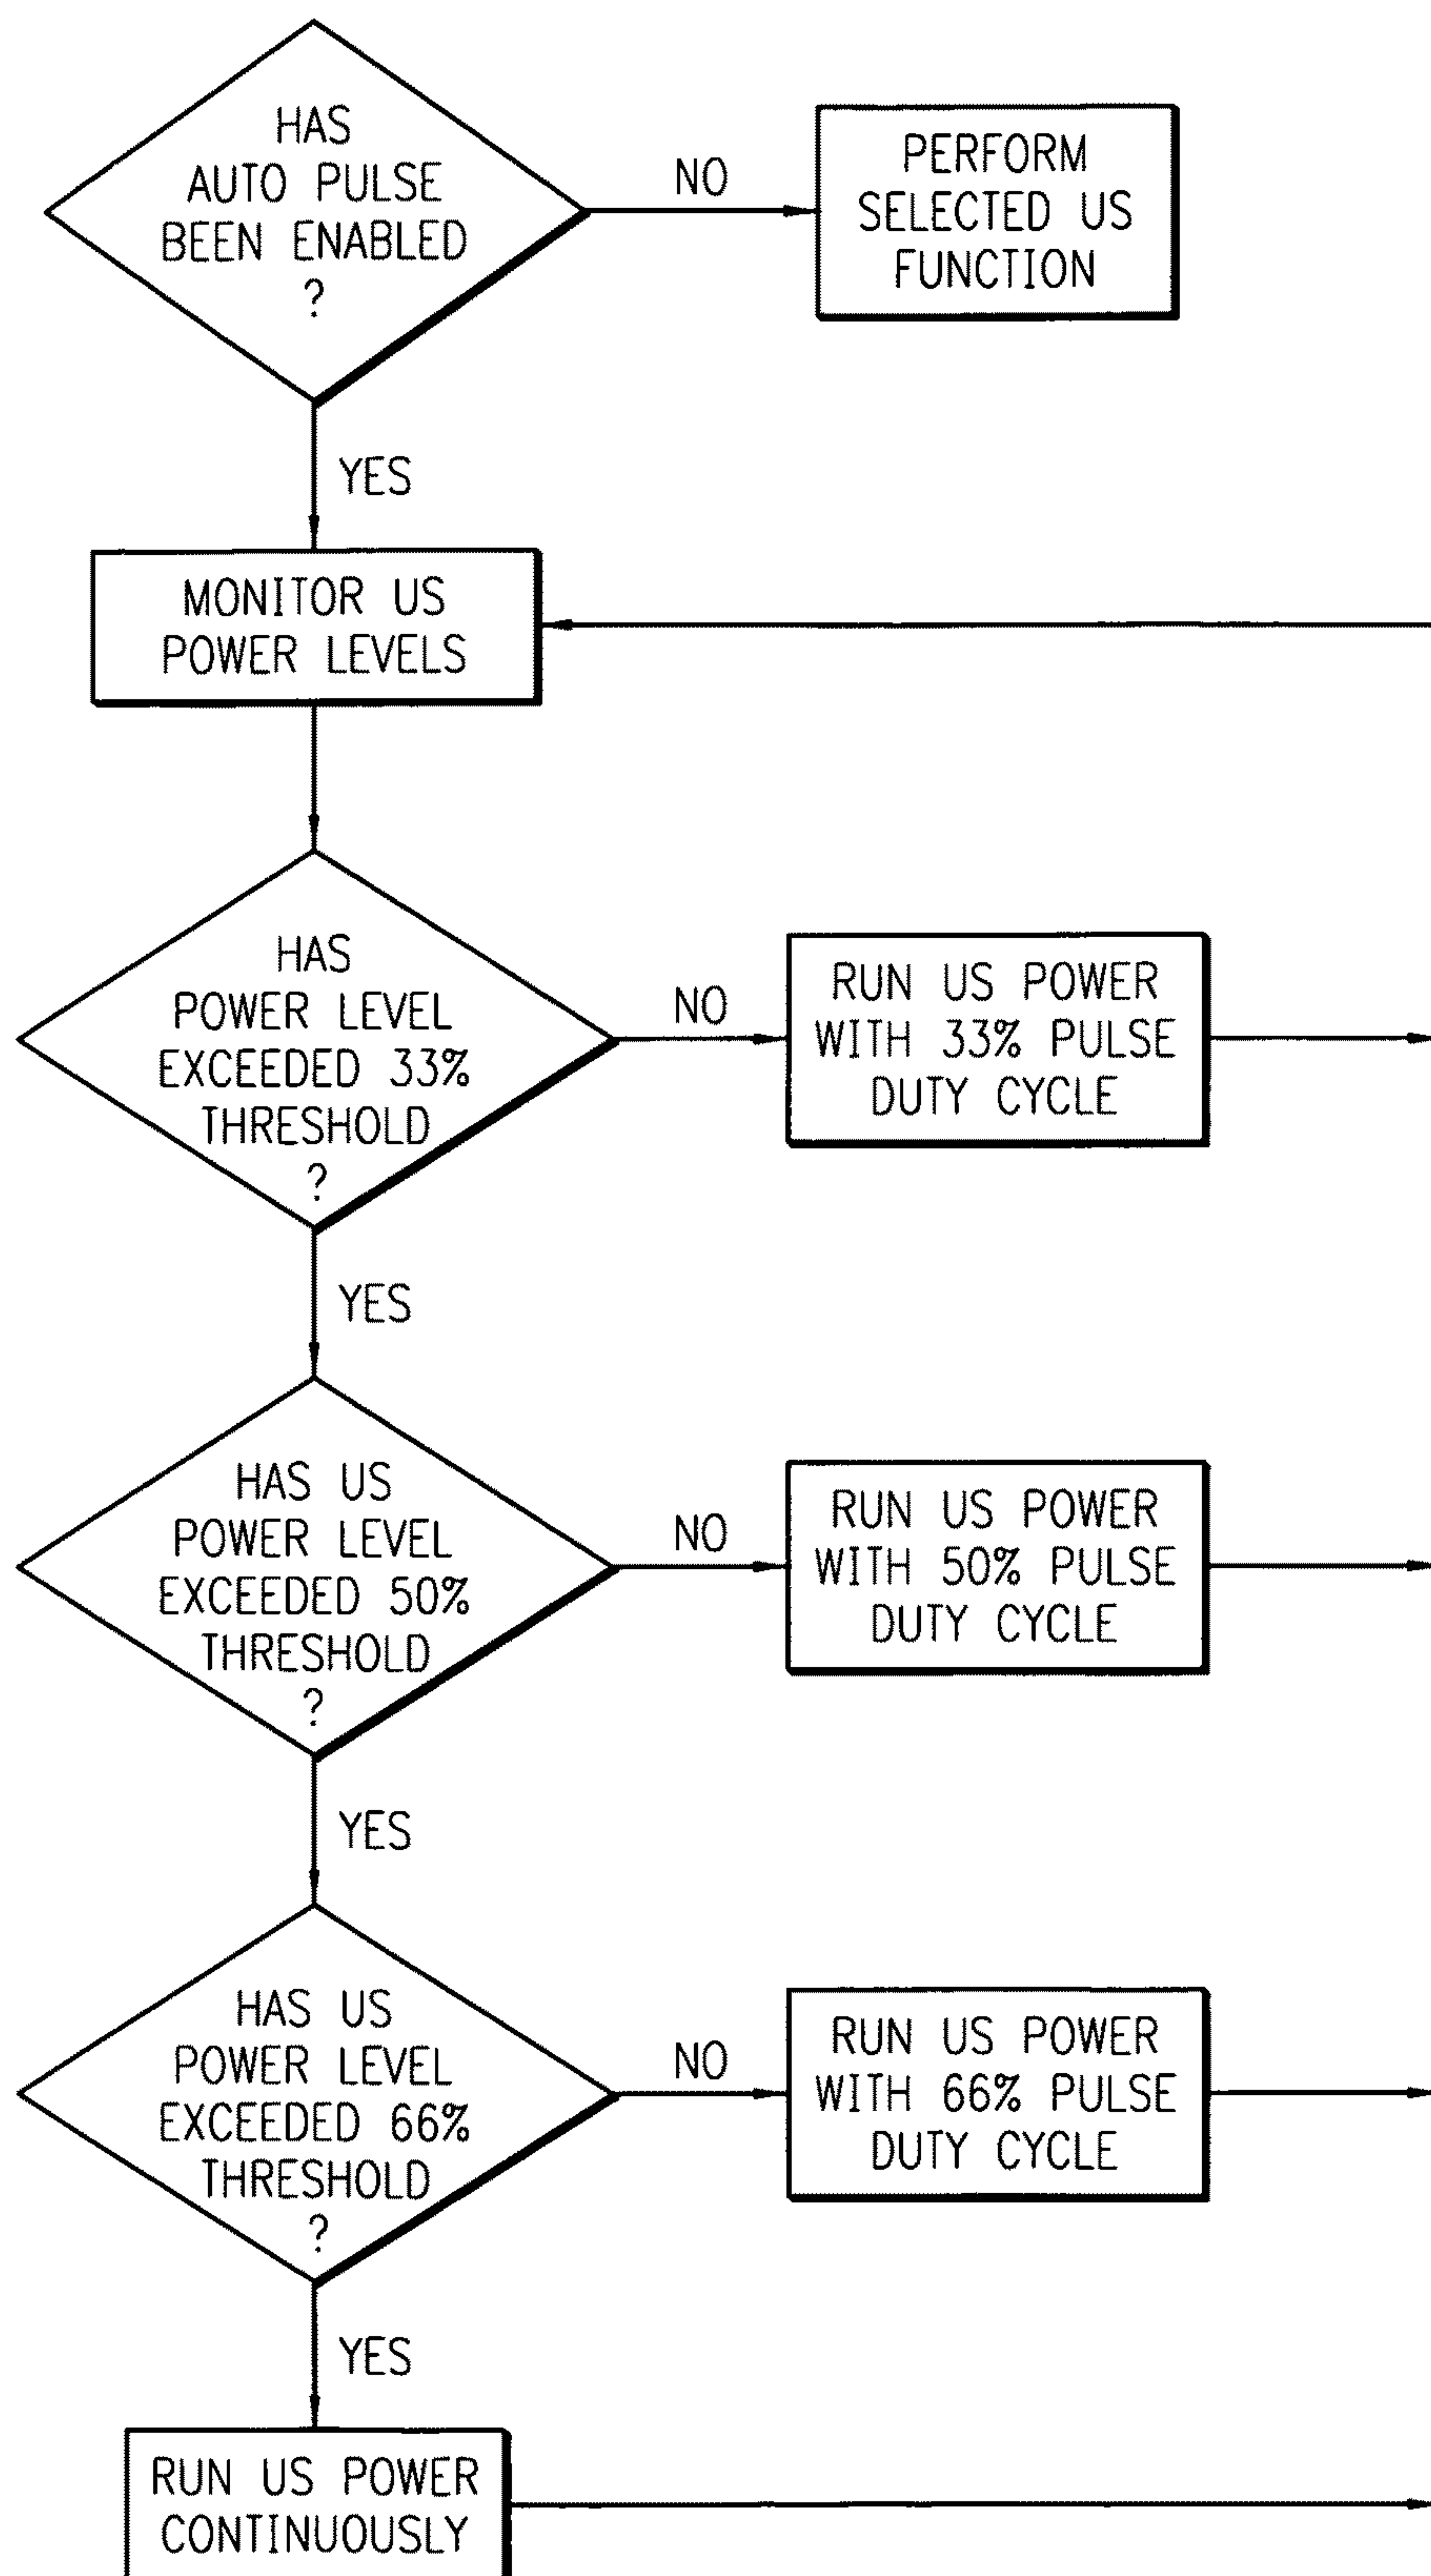 HAS
AUTO PULSE
BEEN ENABLED
?
NO
PERFORM
SELECTED US
FUNCTION
YES
MONITOR US
POWER LEVELS
HAS
POWER LEVEL
EXCEEDED 33%
THRESHOLD
?
NO
RUN US POWER
WITH 33% PULSE
DUTY CYCLE
YES
HAS US
POWER LEVEL
EXCEEDED 50%
THRESHOLD
?
NO
RUN US POWER
WITH 50% PULSE
DUTY CYCLE
YES
HAS US
POWER LEVEL
EXCEEDED 66%
THRESHOLD
?
NO
RUN US POWER
WITH 66% PULSE
DUTY CYCLE
YES
RUN US POWER
CONTINUOUSLY